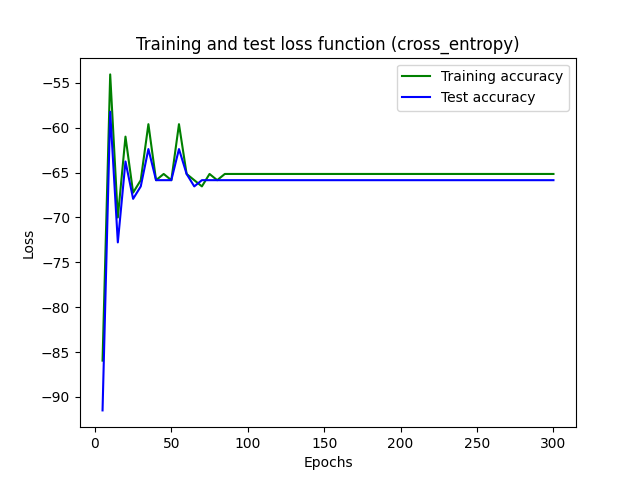 Training and test loss function (cross_entropy)
Training accuracy
Test accuracy
−55
−60
−65
−70
−75
−80
−85
−90
Loss
0 50 100 150 200 250 300
Epochs